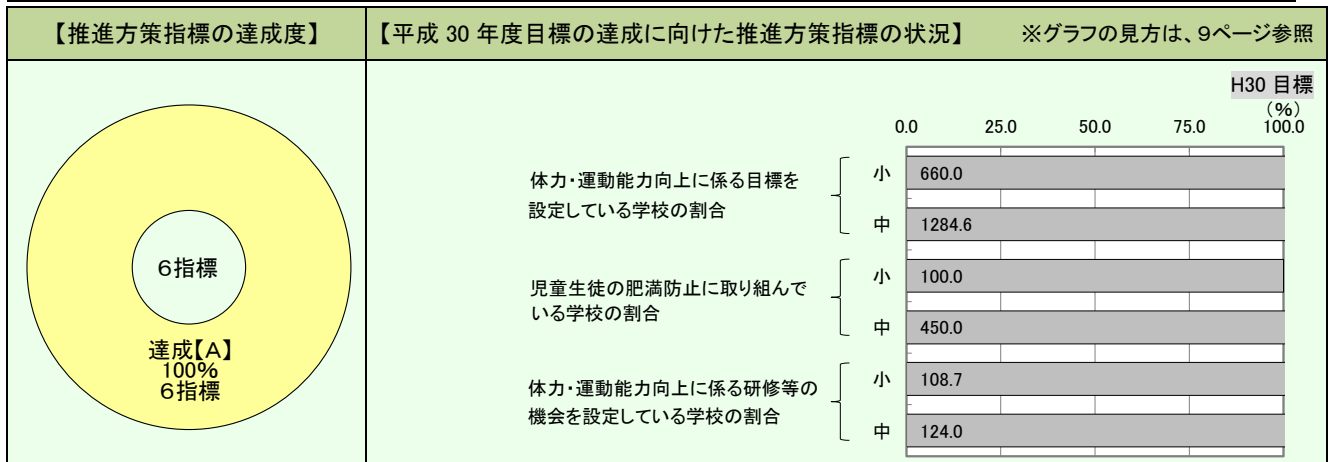 【推進方策指標の達成度】
【平成 30 年度目標の達成に向けた推進方策指標の状況】 ※グラフの見方は、9ページ参照
6指標
達成【A】
100%
6指標
H30 目標
(%)
0.0 25.0 50.0 75.0 100.0
体力・運動能力向上に係る目標を
設定している学校の割合
小 660.0
中 1284.6
児童生徒の肥満防止に取り組んで
いる学校の割合
小 100.0
中 450.0
体力・運動能力向上に係る研修等の
機会を設定している学校の割合
小 108.7
中 124.0